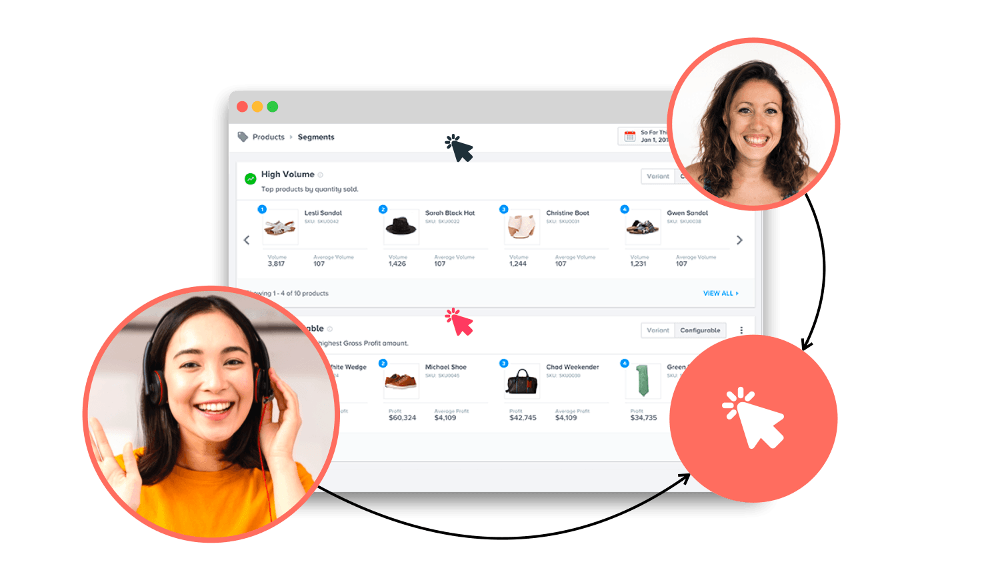 Products › Segments
So Far Thi
Jan 1, 201
High Volume
Top products by quantity sold.
Variant
C
1
Lesli Sandal
SKU: SKU0042
Volume
3,817
Average Volume
107
2
Sarah Black Hat
SKU: SKU0022
Volume
1,426
Average Volume
107
3
Christine Boot
SKU: SKU0031
Volume
1,244
Average Volume
107
4
Gwen Sandal
SKU: SKU0038
Volume
1,231
Average Volume
107
owing 1 - 4 of 10 products
VIEW ALL
able
highest Gross Profit amount.
Variant
Configurable
hite Wedge
4
ofit
2
Michael Shoe
SKU: SKU0045
Profit
$60,324
Average Profit
$4,109
3
Chad Weekender
SKU: SKU0030
Profit
$42,745
Average Profit
$4,109
4
Green
SKU:
Profit
$34,735